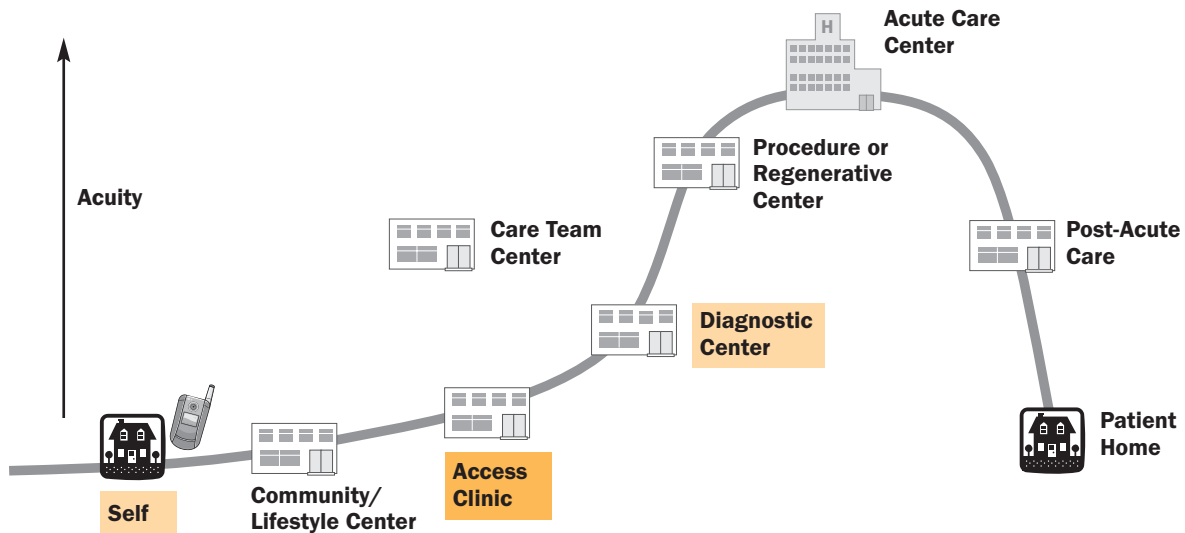 H
Acute Care
Center
Acuity
Procedure or
Regenerative
Center
Care Team
Center
Post-Acute
Care
Diagnostic
Center
Patient
Home
Access
Clinic
Community/
Lifestyle Center
Self